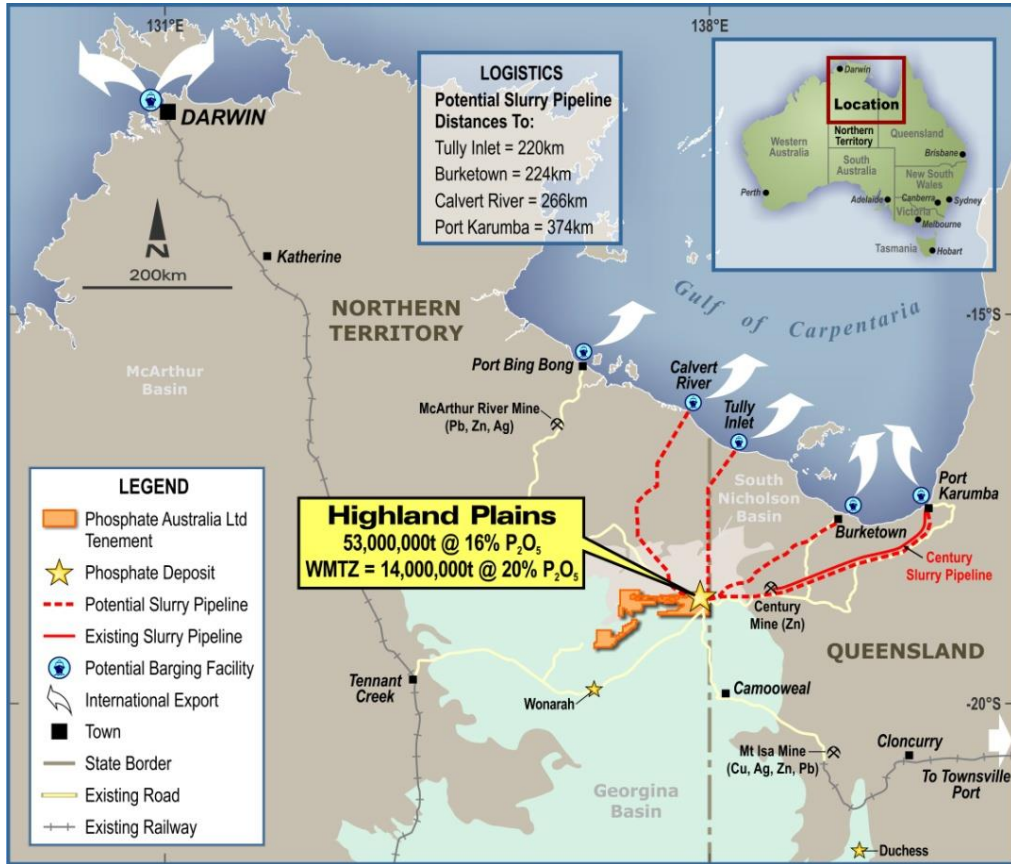 131°E
138°E
DARWIN
N
200km
Katherine
LOGISTICS
Potential Slurry Pipeline
Distances To:
Tully Inlet = 220km
Burketown = 224km
Calvert River = 266km
Port Karumba = 374km
Darwin
Location
Northern
Territory
Western
Australia
Queensland
South
Australia
Brisbane
New South
Wales
Perth
Adelaide
Canberra
Sydney
Victoria
Melbourne
Tasmania
Hobart
NORTHERN
TERRITORY
McArthur
Basin
Gulf of Carpentaria
-15°S
Port Bing Bong
Calvert
River
McArthur River Mine
(Pb, Zn, Ag)
Tully
Inlet
South
Nicholson
Basin
Port
Karumba
Burketown
Century
Slurry Pipeline
Highland Plains
53,000,000t @ 16% P₂O₅
WMTZ = 14,000,000t @ 20% P₂O₅
Century
Mine (Zn)
QUEENSLAND
Tennant
Creek
Wonarah
Camooweal
-20°S
Mt Isa Mine
(Cu, Ag, Zn, Pb)
Cloncurry
To Townsville
Port
Georgina
Basin
Duchess
LEGEND
Phosphate Australia Ltd
Tenement
Phosphate Deposit
Potential Slurry Pipeline
Existing Slurry Pipeline
Potential Barging Facility
International Export
Town
State Border
Existing Road
Existing Railway